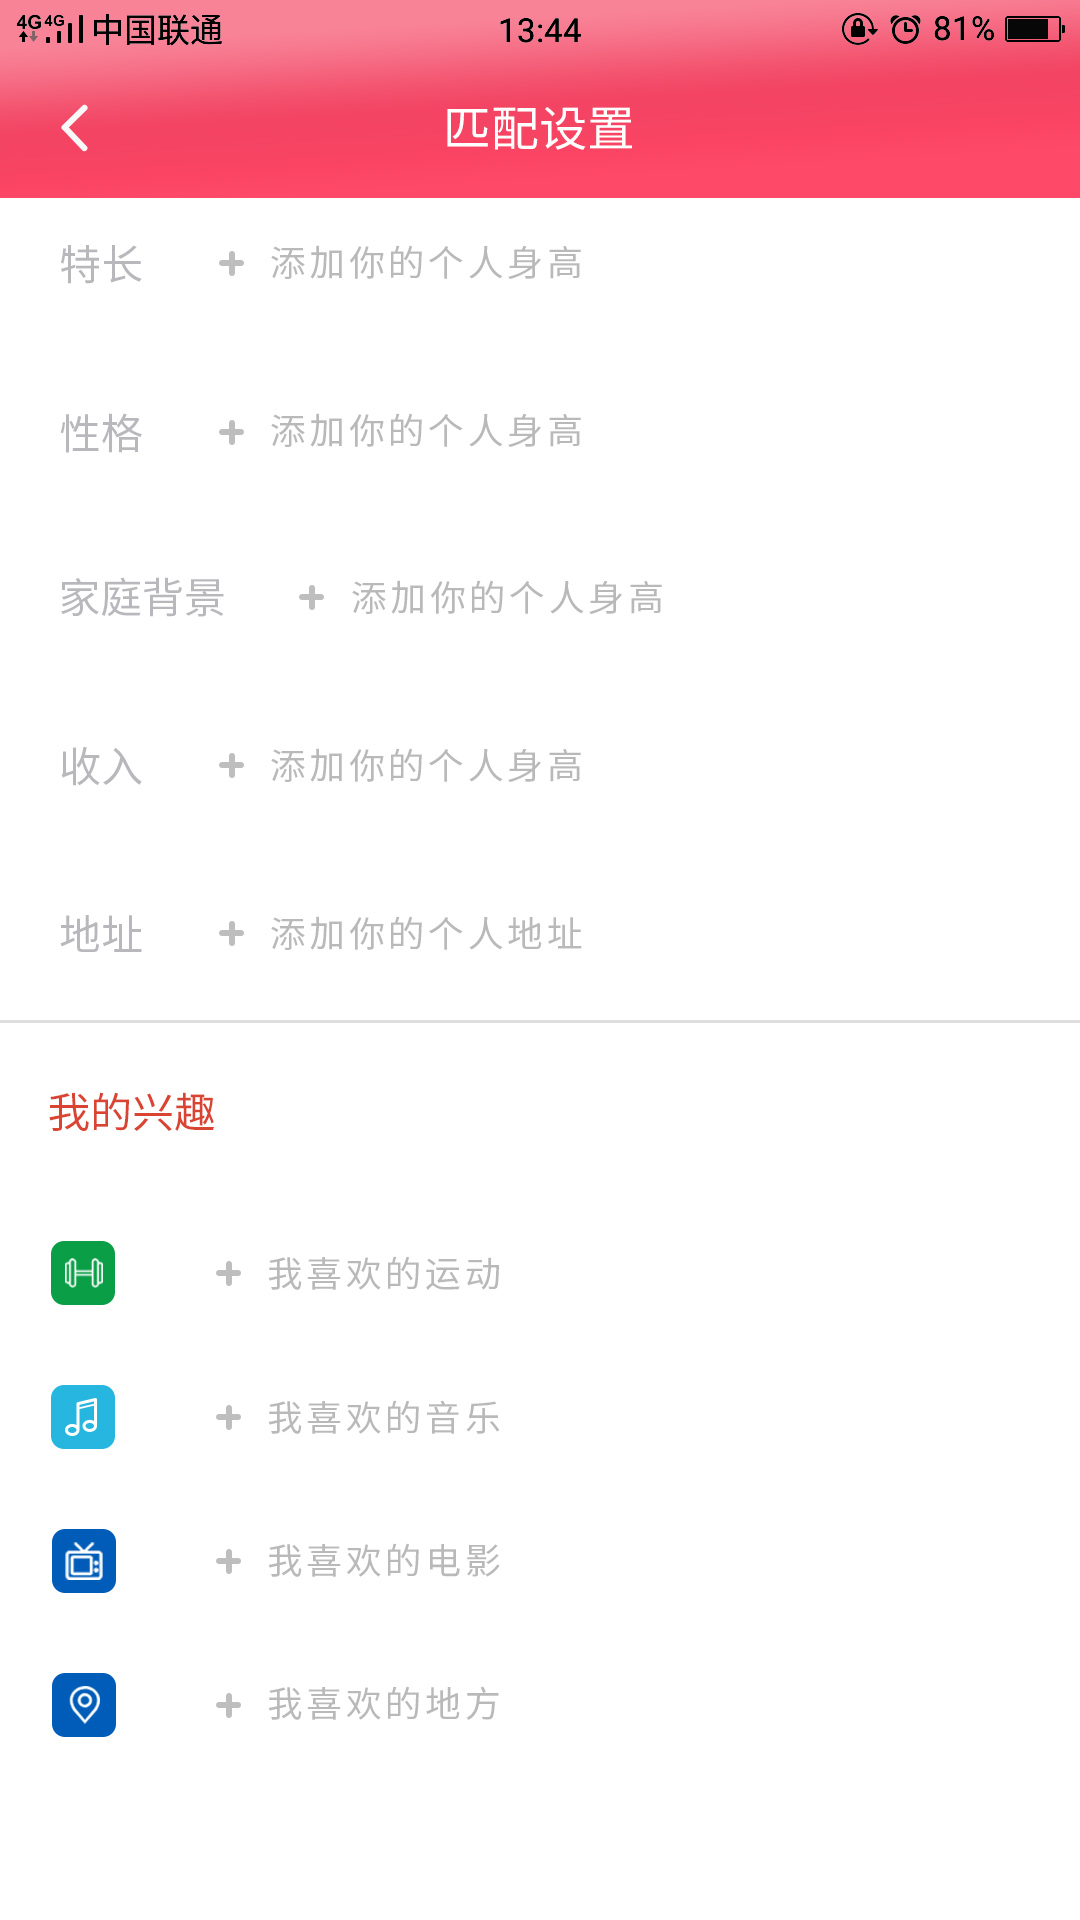 4G 4G 中国联通 13:44 81%
匹配设置
特长 + 添加你的个人身高
性格 + 添加你的个人身高
家庭背景 + 添加你的个人身高
收入 + 添加你的个人身高
地址 + 添加你的个人地址
我的兴趣
+ 我喜欢的运动
+ 我喜欢的音乐
+ 我喜欢的电影
+ 我喜欢的地方